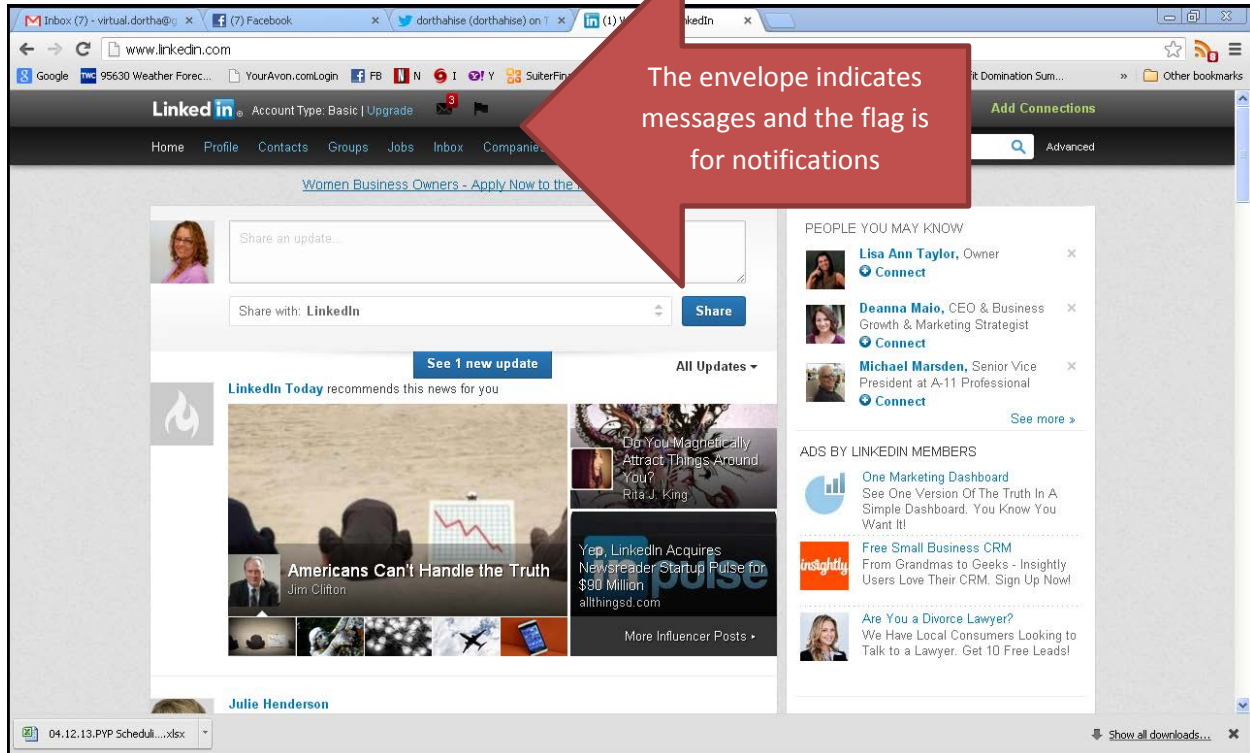 Inbox (7) - virtual.dortha@g
(7) Facebook
dorthahise (dorthahise) on T
www.linkedin.com
Google
95630 Weather Forec...
YourAvon.comLogin
FB
N
I
Y
Other bookmarks
The envelope indicates
messages and the flag is
for notifications
Linked in ® Account Type: Basic | Upgrade
3
Add Connections
Home Profile Contacts Groups Jobs Inbox Companies
Advanced
Women Business Owners - Apply Now to the
Share an update...
Share with: LinkedIn
Share
See 1 new update
All Updates
LinkedIn Today recommends this news for you
Americans Can't Handle the Truth
Jim Clifton
Do You Magnetically
Attract Things Around
You?
Rita J. King
Yep, LinkedIn Acquires
Newsreader Startup Pulse for
$90 Million
allthingsd.com
More Influencer Posts
Julie Henderson
PEOPLE YOU MAY KNOW
Lisa Ann Taylor, Owner
Connect
Deanna Maio, CEO & Business
Growth & Marketing Strategist
Connect
Michael Marsden, Senior Vice
President at A-11 Professional
Connect
See more »
ADS BY LINKEDIN MEMBERS
One Marketing Dashboard
See One Version Of The Truth In A
Simple Dashboard. You Know You
Want It!
insightly
Free Small Business CRM
From Grandmas to Geeks - Insightly
Users Love Their CRM. Sign Up Now!
Are You a Divorce Lawyer?
We Have Local Consumers Looking to
Talk to a Lawyer. Get 10 Free Leads!
04.12.13.PYP Scheduli....xlsx
Show all downloads...